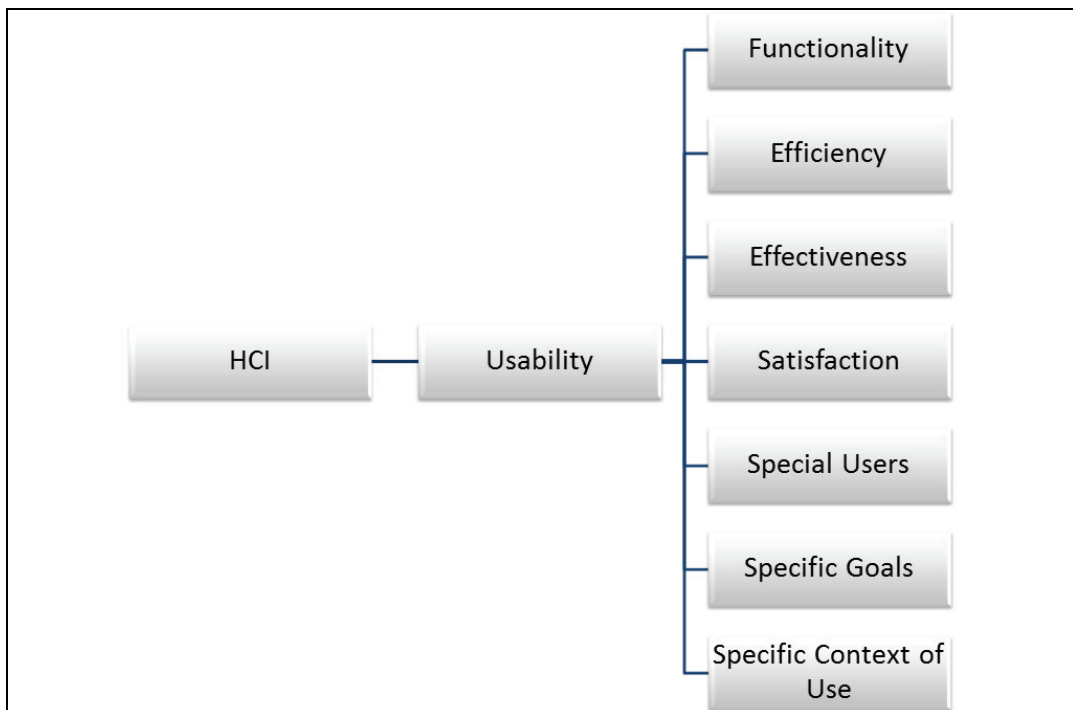 Functionality
Efficiency
Effectiveness
HCI
Usability
Satisfaction
Special Users
Specific Goals
Specific Context of
Use